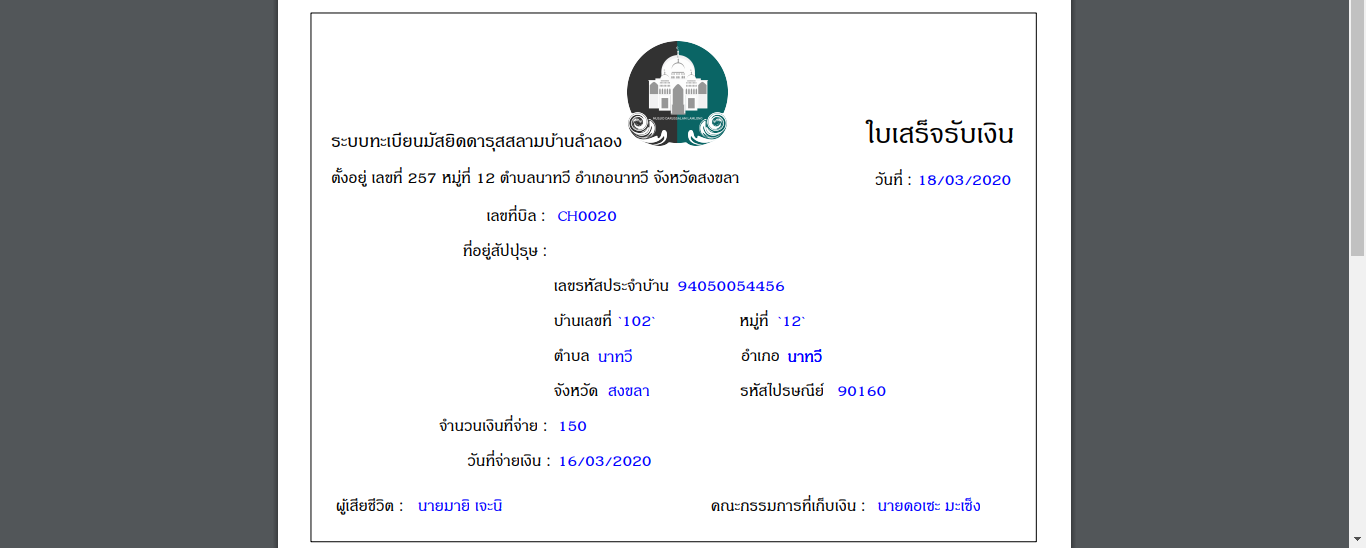 ระบบทะเบียนมัสยิดดารุสสลามบ้านลำลอง
ใบเสร็จรับเงิน
ตั้งอยู่ เลขที่ 257 หมู่ที่ 12 ตำบลนาทวี อำเภอนาทวี จังหวัดสงขลา
วันที่ : 18/03/2020
เลขที่บิล : CH0020
ที่อยู่สัปปุรุษ :
เลขรหัสประจำบ้าน 94050054456
บ้านเลขที่ `102` หมู่ที่ `12`
ตำบล นาทวี อำเภอ นาทวี
จังหวัด สงขลา รหัสไปรษณีย์ 90160
จำนวนเงินที่จ่าย : 150
วันที่จ่ายเงิน : 16/03/2020
ผู้เสียชีวิต : นายมายิ เจะนิ คณะกรรมการที่เก็บเงิน : นายดอเซะ มะเซ็ง